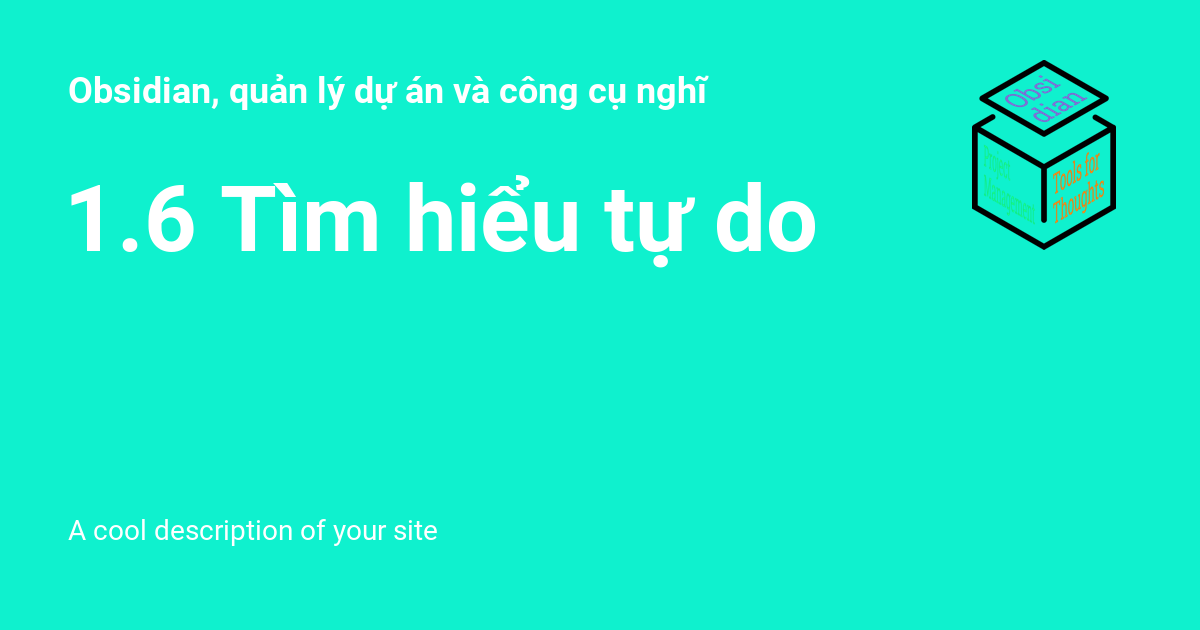 Obsidian, quản lý dự án và công cụ nghĩ
1.6 Tìm hiểu tự do
Obsi
dian
Project
Management
Tools for
Thoughts
A cool description of your site